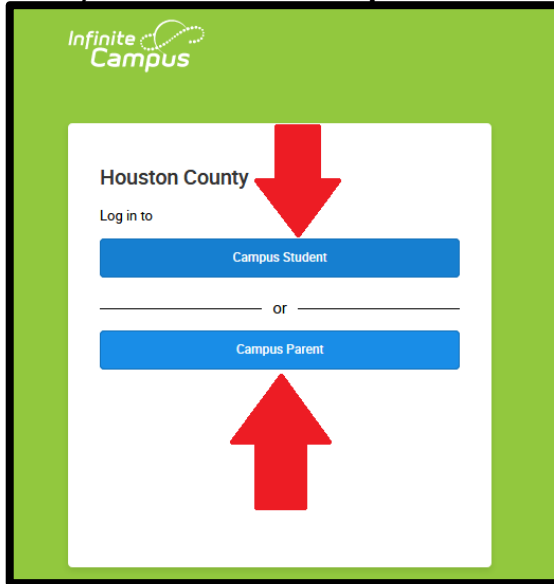 Infinite
Campus
Houston County
Log in to
Campus Student
or
Campus Parent